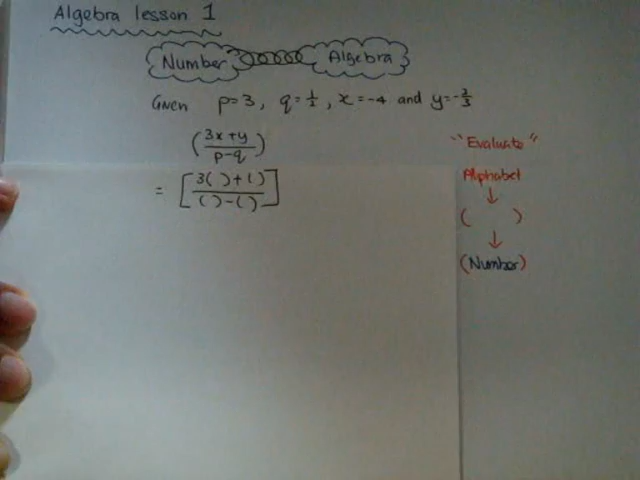 Algebra lesson 1
Number Algebra
Given p=3, q=1/2, x=-4 and y=-2/3
(3x+y / p-q)
= [3( )+( ) / ( )-( )]
"Evaluate"
Alphabet
↓
( )
↓
(Number)